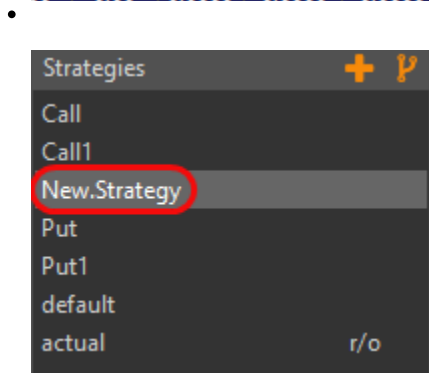 Strategies
Call
Call1
New.Strategy
Put
Put1
default
actual r/o